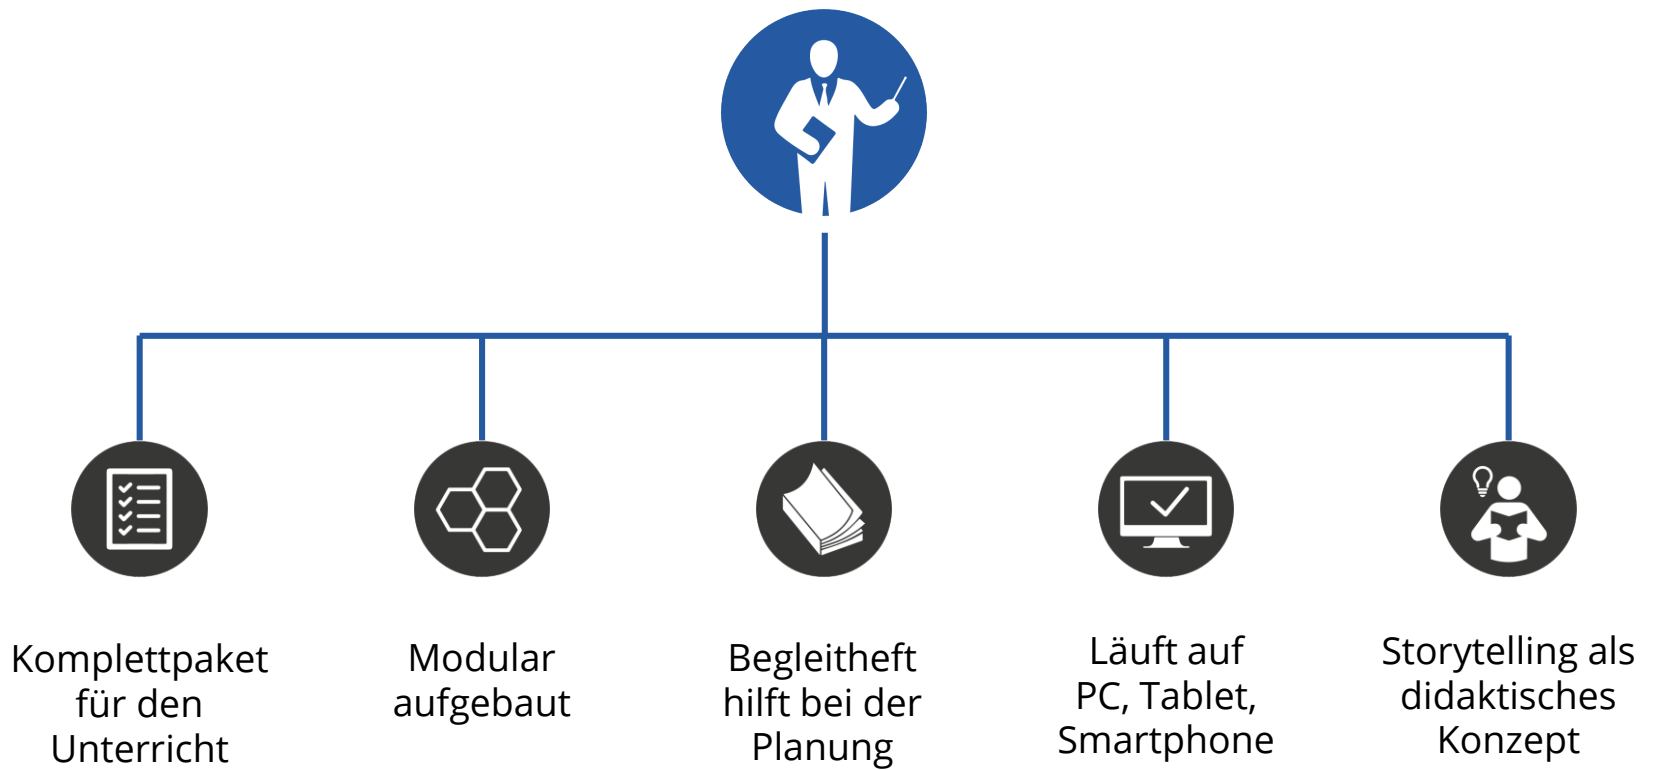 Komplettpaket
für den
Unterricht
Modular
aufgebaut
Begleitheft
hilft bei der
Planung
Läuft auf
PC, Tablet,
Smartphone
Storytelling als
didaktisches
Konzept